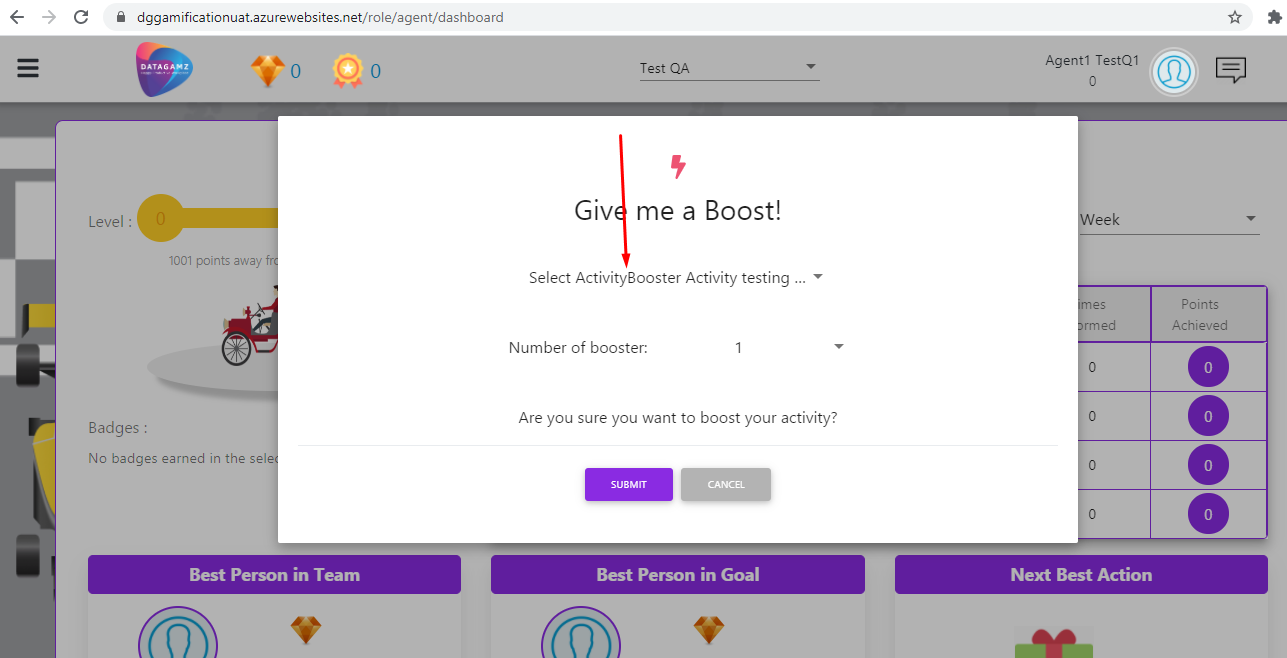 dggamificationuat.azurewebsites.net/role/agent/dashboard
DATAGAMZ
0
0
Test QA
Agent1 TestQ1
0
Give me a Boost!
Level :
0
Week
1001 points away fro
Select ActivityBooster Activity testing ...
imes
ormed
Points
Achieved
Number of booster:
1
0
0
Are you sure you want to boost your activity?
0
0
Badges :
No badges earned in the selec
0
0
SUBMIT
CANCEL
0
0
Best Person in Team
Best Person in Goal
Next Best Action